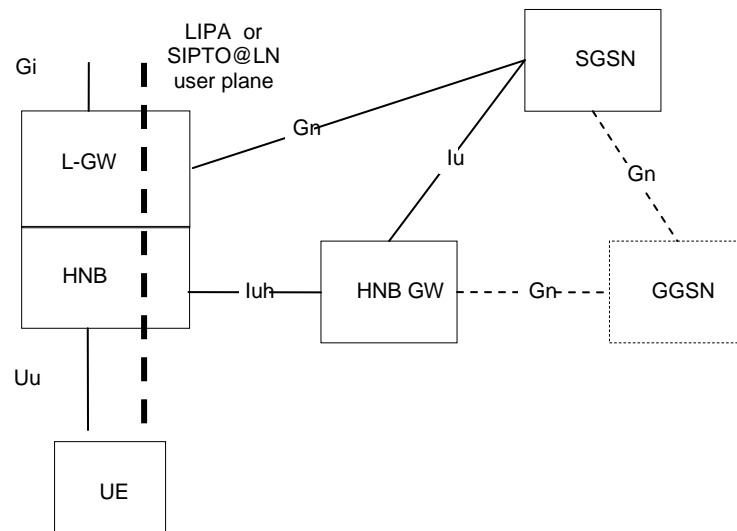 LIPA or
SIPTO@LN
user plane
Gi
SGSN
Gn
L-GW
Iu
Gn
HNB
Iuh
HNB GW
Gn
GGSN
Uu
UE